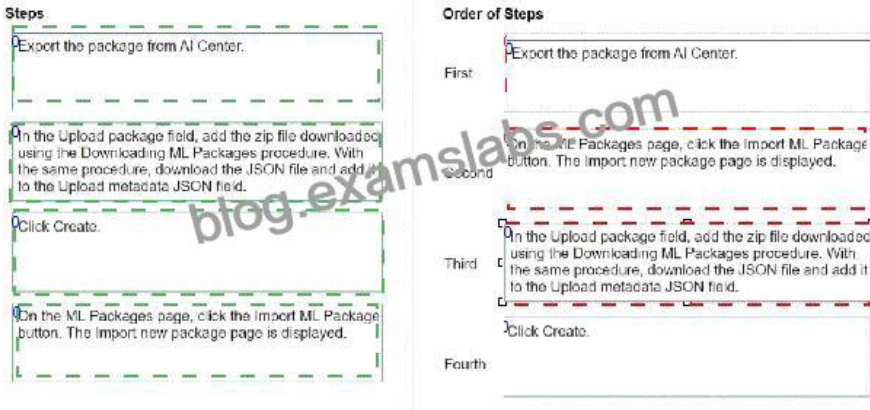 Steps
Export the package from AI Center.
In the Upload package field, add the zip file downloaded
using the Downloading ML Packages procedure. With
the same procedure, download the JSON file and add it
to the Upload metadata JSON field.
Click Create.
On the ML Packages page, click the Import ML Package
button. The Import new package page is displayed.
Order of Steps
First
Export the package from AI Center.
Second
On the ML Packages page, click the Import ML Package
button. The Import new package page is displayed.
Third
In the Upload package field, add the zip file downloaded
using the Downloading ML Packages procedure. With
the same procedure, download the JSON file and add it
to the Upload metadata JSON field.
Fourth
Click Create.
blog.examslabs.com